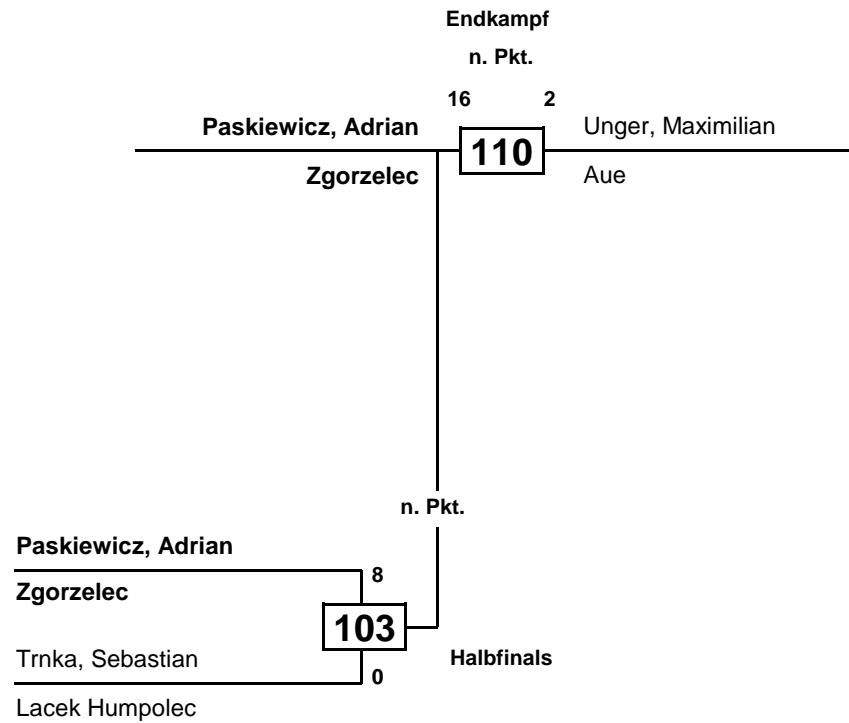 Endkampf
n. Pkt.
16 2
Paskiewicz, Adrian
Zgorzelec
110
Unger, Maximilian
Aue
n. Pkt.
Paskiewicz, Adrian
Zgorzelec
8
103
Trnka, Sebastian
Lacek Humpolec
0
Halbfinals